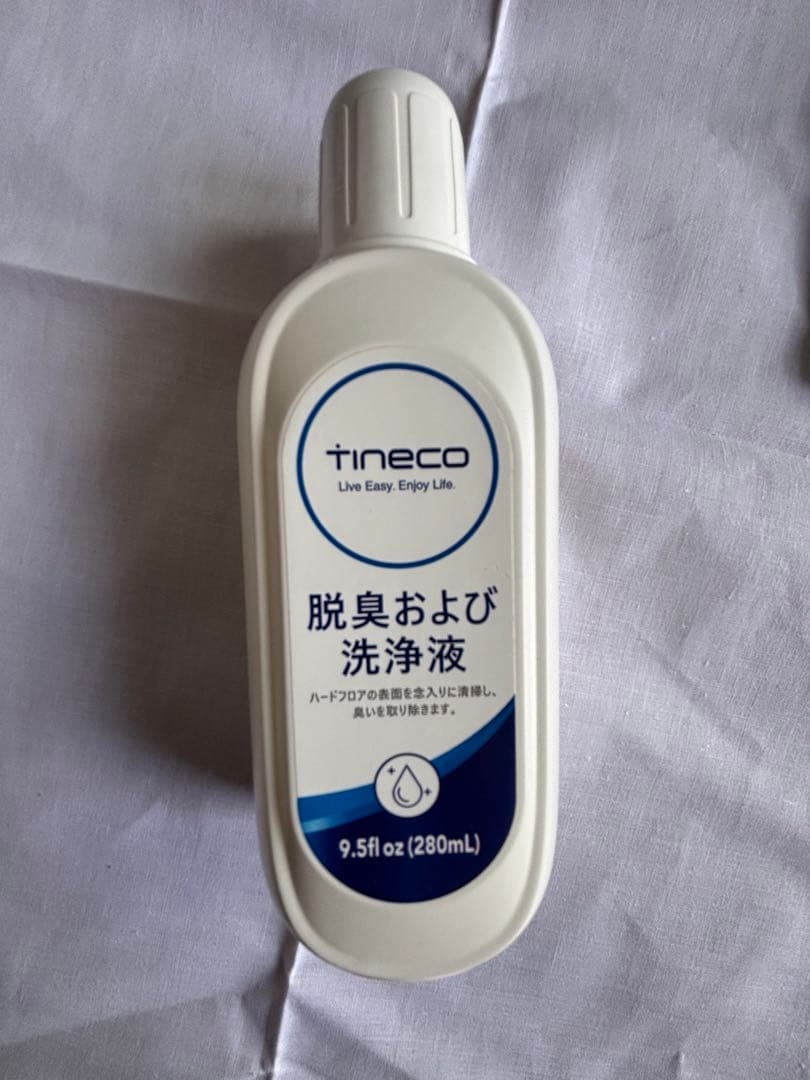 tineco
Live Easy. Enjoy Life.
脱臭および
洗浄液
ハードフロアの表面を念入りに清掃し、
臭いを取り除きます。
9.5fl oz (280mL)